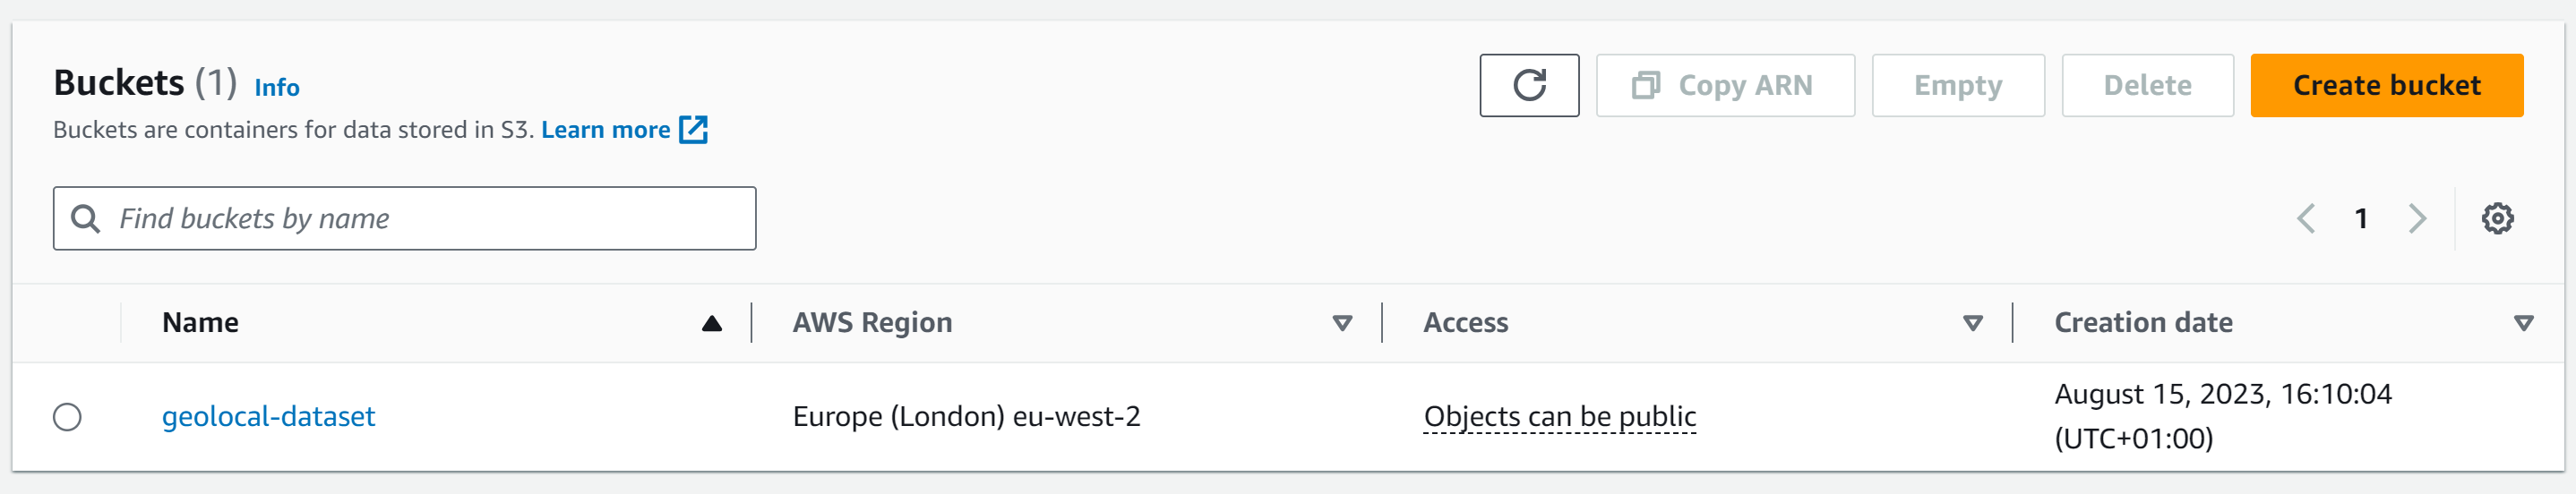 Buckets (1) Info
Buckets are containers for data stored in S3. Learn more
Copy ARN
Empty
Delete
Create bucket
Find buckets by name
1
Name
AWS Region
Access
Creation date
geolocal-dataset
Europe (London) eu-west-2
Objects can be public
August 15, 2023, 16:10:04
(UTC+01:00)